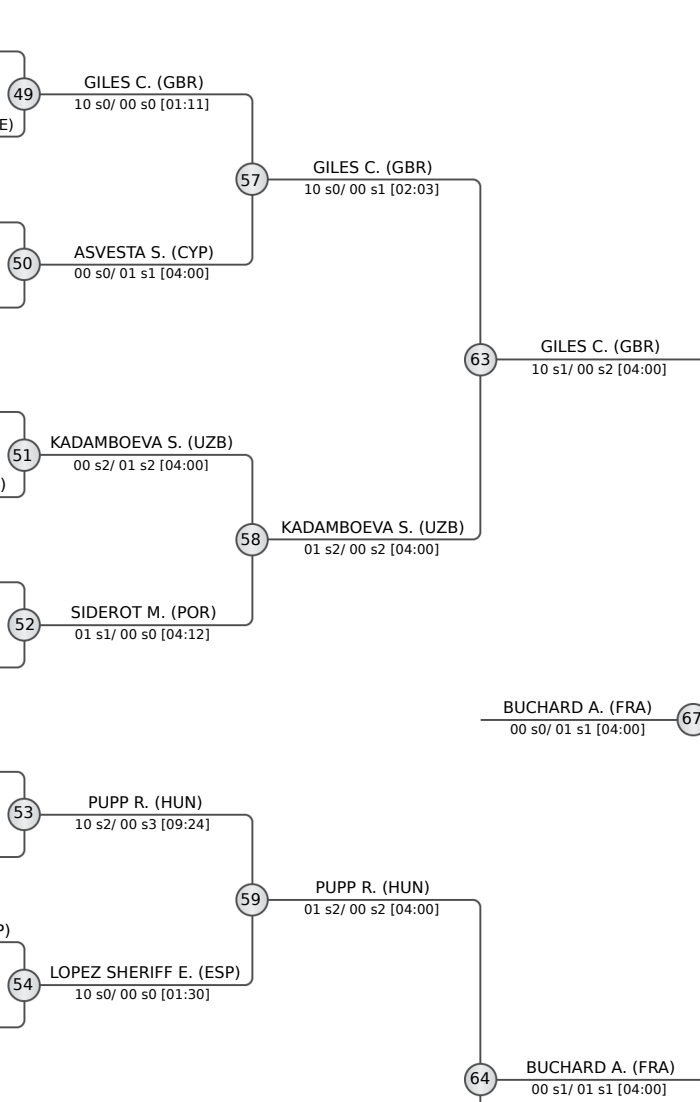 GILES C. (GBR)
49
10 s0/ 00 s0 [01:11]
E)
GILES C. (GBR)
57
10 s0/ 00 s1 [02:03]
ASVESTA S. (CYP)
50
00 s0/ 01 s1 [04:00]
GILES C. (GBR)
63
10 s1/ 00 s2 [04:00]
KADAMBOEVA S. (UZB)
51
00 s2/ 01 s2 [04:00]
)
KADAMBOEVA S. (UZB)
58
01 s2/ 00 s2 [04:00]
SIDEROT M. (POR)
52
01 s1/ 00 s0 [04:12]
BUCHARD A. (FRA)
67
00 s0/ 01 s1 [04:00]
PUPP R. (HUN)
53
10 s2/ 00 s3 [09:24]
PUPP R. (HUN)
59
01 s2/ 00 s2 [04:00]
P)
LOPEZ SHERIFF E. (ESP)
54
10 s0/ 00 s0 [01:30]
BUCHARD A. (FRA)
64
00 s1/ 01 s1 [04:00]